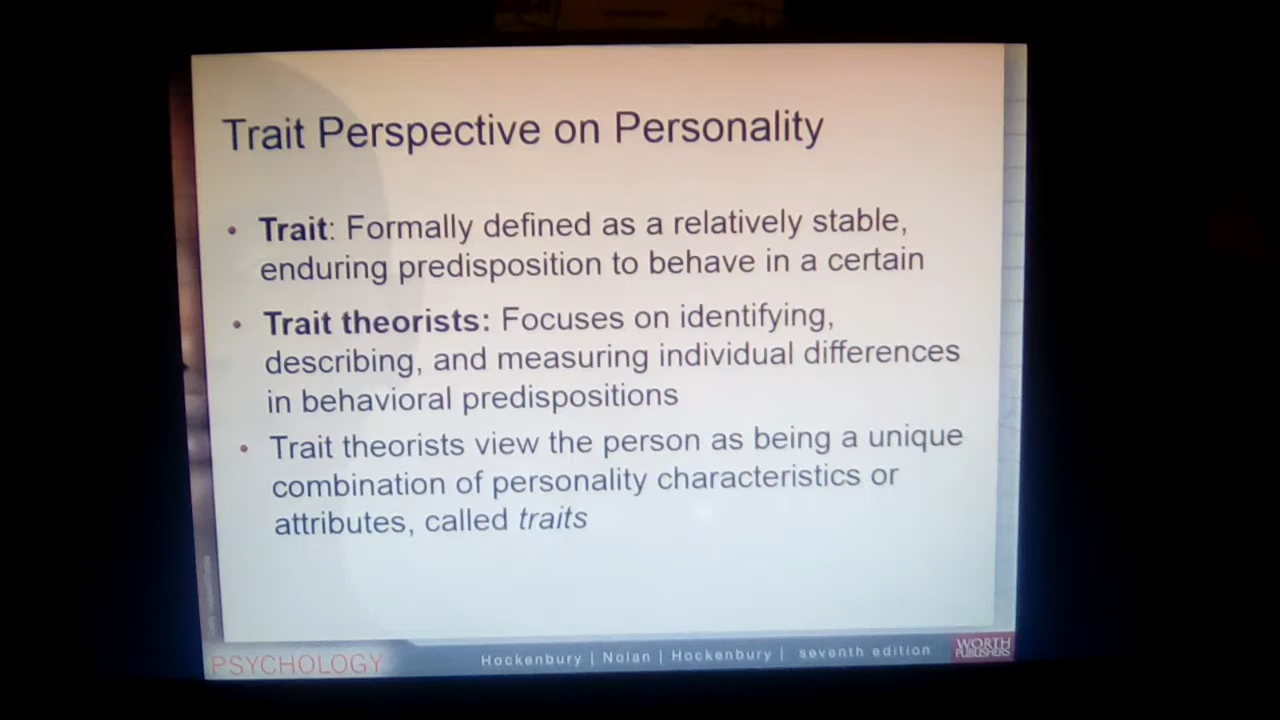 Trait Perspective on Personality
• Trait: Formally defined as a relatively stable,
enduring predisposition to behave in a certain
• Trait theorists: Focuses on identifying,
describing, and measuring individual differences
in behavioral predispositions
• Trait theorists view the person as being a unique
combination of personality characteristics or
attributes, called traits
PSYCHOLOGY
Hockenbury | Nolan | Hockenbury | seventh edition
WORTH
PUBLISHERS